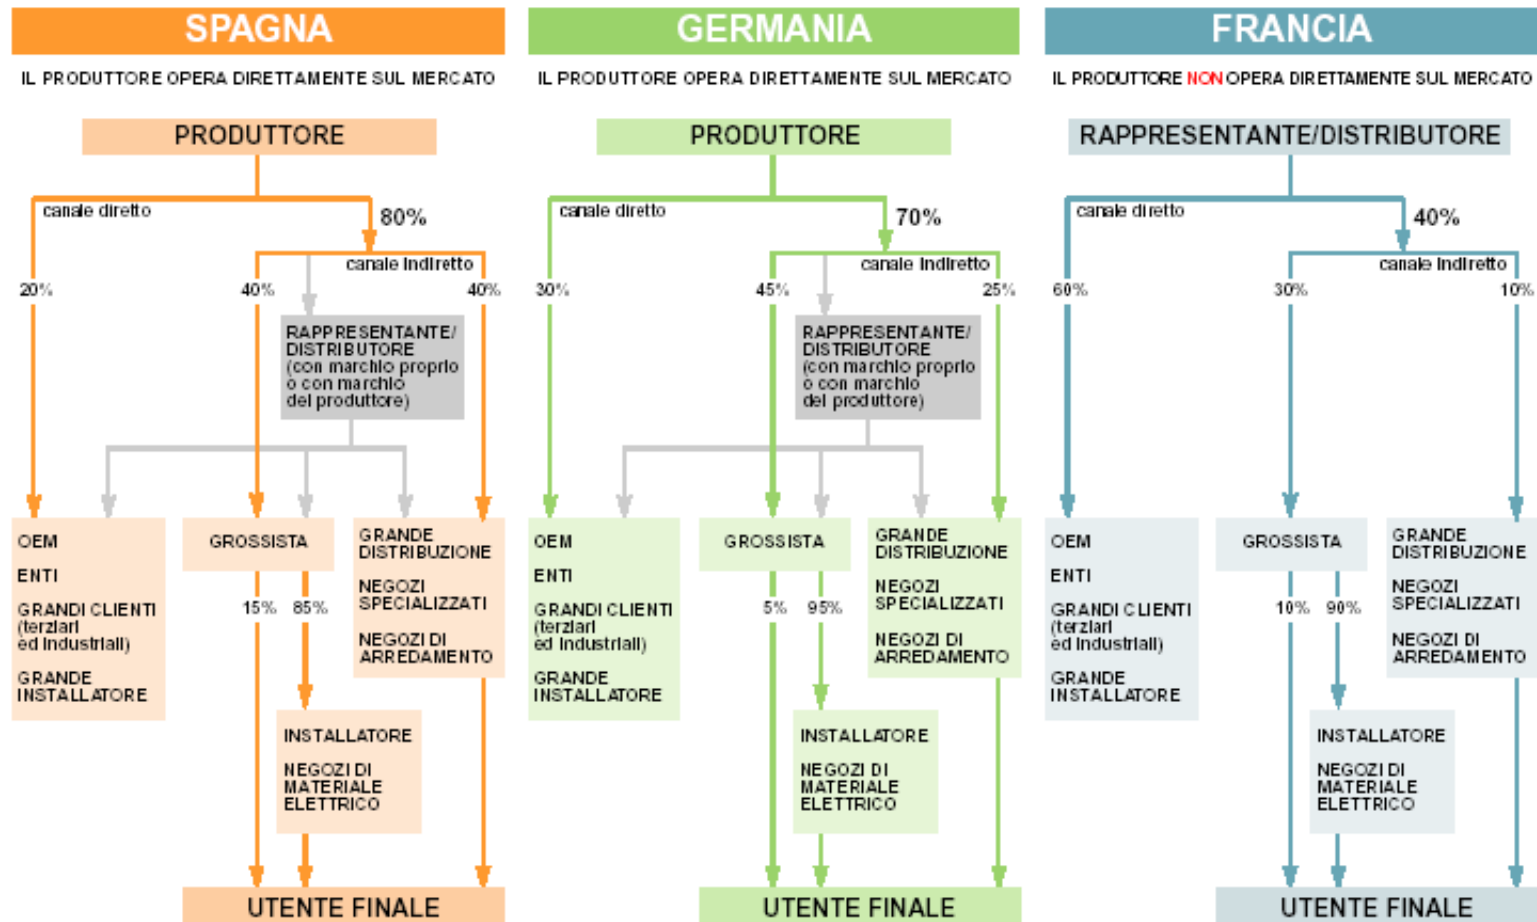 SPAGNA
IL PRODUTTORE OPERA DIRETTAMENTE SUL MERCATO
PRODUTTORE
canale diretto
80%
canale Indiretto
20%
40%
40%
RAPPRESENTANTE/
DISTRIBUTORE
(con marchio proprio
o con marchio
del produttore)
OEM
ENTI
GRANDI CLIENTI
(terziari
ed Industriali)
GRANDE
INSTALLATORE
GROSSISTA
15%
85%
GRANDE
DISTRIBUZIONE
NEGOZI
SPECIALIZZATI
NEGOZI DI
ARREDAMENTO
INSTALLATORE
NEGOZI DI
MATERIALE
ELETTRICO
UTENTE FINALE
GERMANIA
IL PRODUTTORE OPERA DIRETTAMENTE SUL MERCATO
PRODUTTORE
canale diretto
70%
canale Indiretto
30%
45%
25%
RAPPRESENTANTE/
DISTRIBUTORE
(con marchio proprio
o con marchio
del produttore)
OEM
ENTI
GRANDI CLIENTI
(terziari
ed Industriali)
GRANDE
INSTALLATORE
GROSSISTA
5%
95%
GRANDE
DISTRIBUZIONE
NEGOZI
SPECIALIZZATI
NEGOZI DI
ARREDAMENTO
INSTALLATORE
NEGOZI DI
MATERIALE
ELETTRICO
UTENTE FINALE
FRANCIA
IL PRODUTTORE NON OPERA DIRETTAMENTE SUL MERCATO
RAPPRESENTANTE/DISTRIBUTORE
canale diretto
40%
canale Indiretto
60%
30%
10%
OEM
ENTI
GRANDI CLIENTI
(terziari
ed Industriali)
GRANDE
INSTALLATORE
GROSSISTA
10%
90%
GRANDE
DISTRIBUZIONE
NEGOZI
SPECIALIZZATI
NEGOZI DI
ARREDAMENTO
INSTALLATORE
NEGOZI DI
MATERIALE
ELETTRICO
UTENTE FINALE